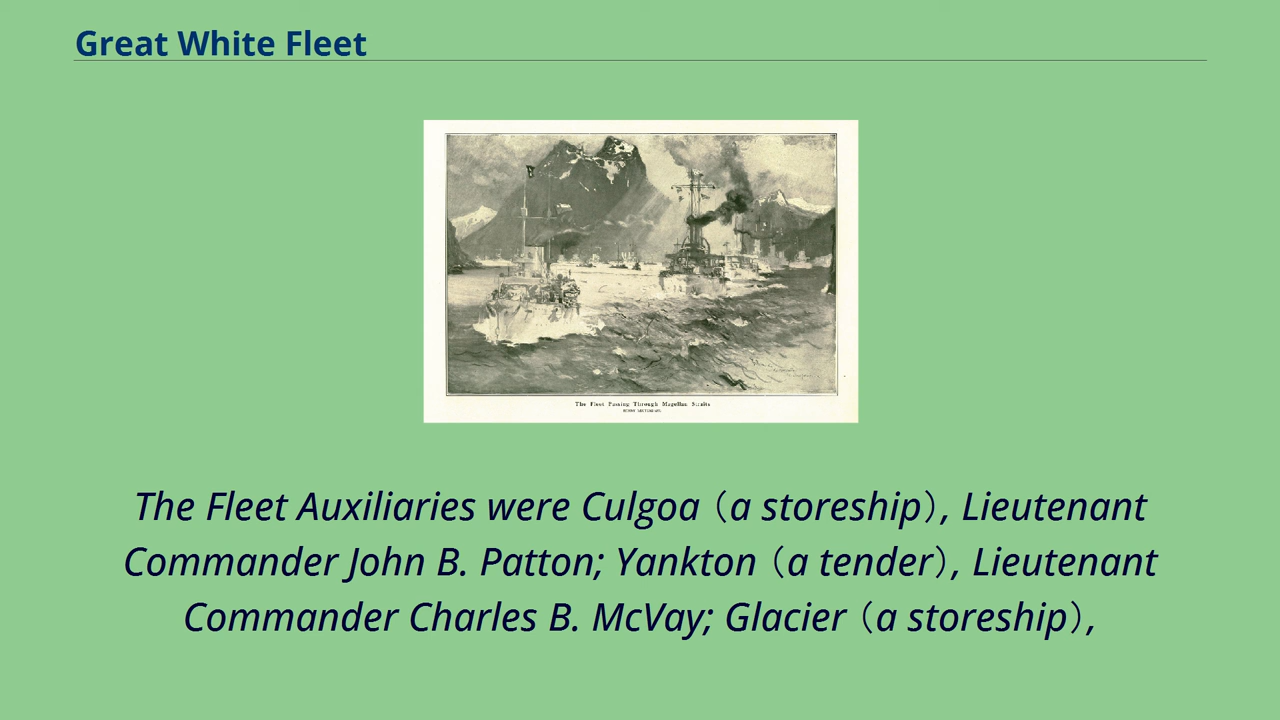 Great White Fleet
The Fleet Passing Through Magellan Straits
The Fleet Auxiliaries were Culgoa (a storeship), Lieutenant
Commander John B. Patton; Yankton (a tender), Lieutenant
Commander Charles B. McVay; Glacier (a storeship),